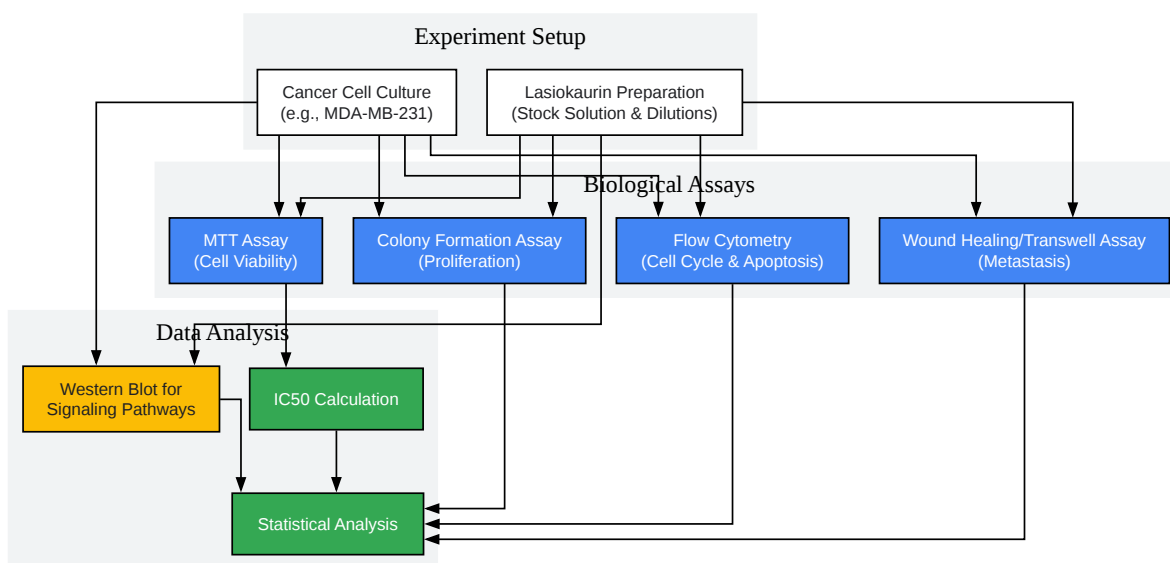 Experiment Setup
Cancer Cell Culture
(e.g., MDA-MB-231)
Lasiokaurin Preparation
(Stock Solution & Dilutions)
Biological Assays
MTT Assay
(Cell Viability)
Colony Formation Assay
(Proliferation)
Flow Cytometry
(Cell Cycle & Apoptosis)
Wound Healing/Transwell Assay
(Metastasis)
Data Analysis
Western Blot for
Signaling Pathways
IC50 Calculation
Statistical Analysis